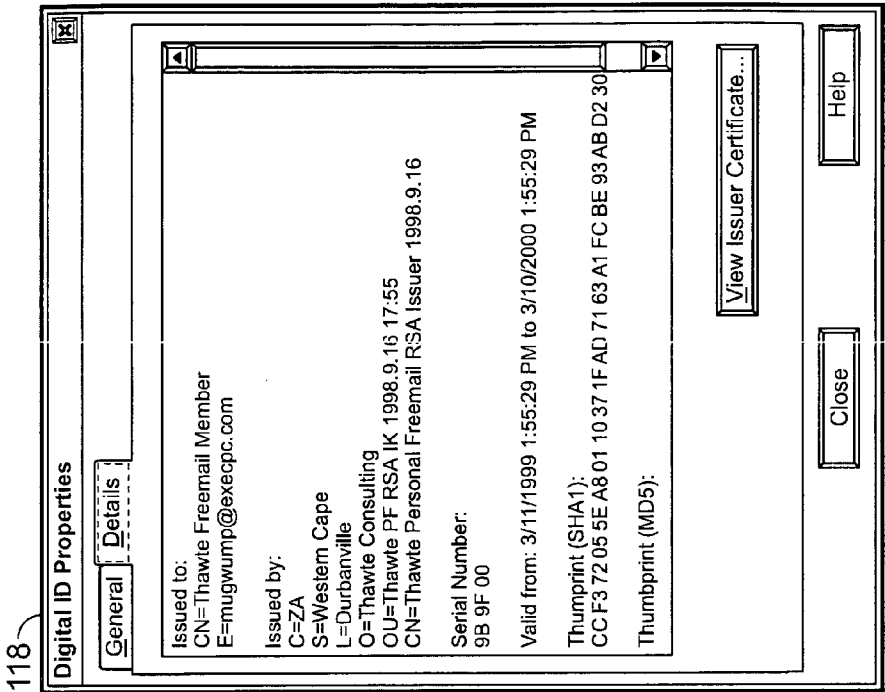 118
Digital ID Properties
General Details
Issued to:
CN=Thawte Freemail Member
E=mugwump@execpc.com
Issued by:
C=ZA
S=Western Cape
L=Durbanville
O=Thawte Consulting
OU=Thawte PF RSA IK 1998.9.16 17:55
CN=Thawte Personal Freemail RSA Issuer 1998.9.16
Serial Number:
9B 9F 00
Valid from: 3/11/1999 1:55:29 PM to 3/10/2000 1:55:29 PM
Thumprint (SHA1):
CC F3 72 05 5E A8 01 10 37 1F AD 71 63 A1 FC BE 93 AB D2 30
Thumbprint (MD5):
View Issuer Certificate...
Close Help